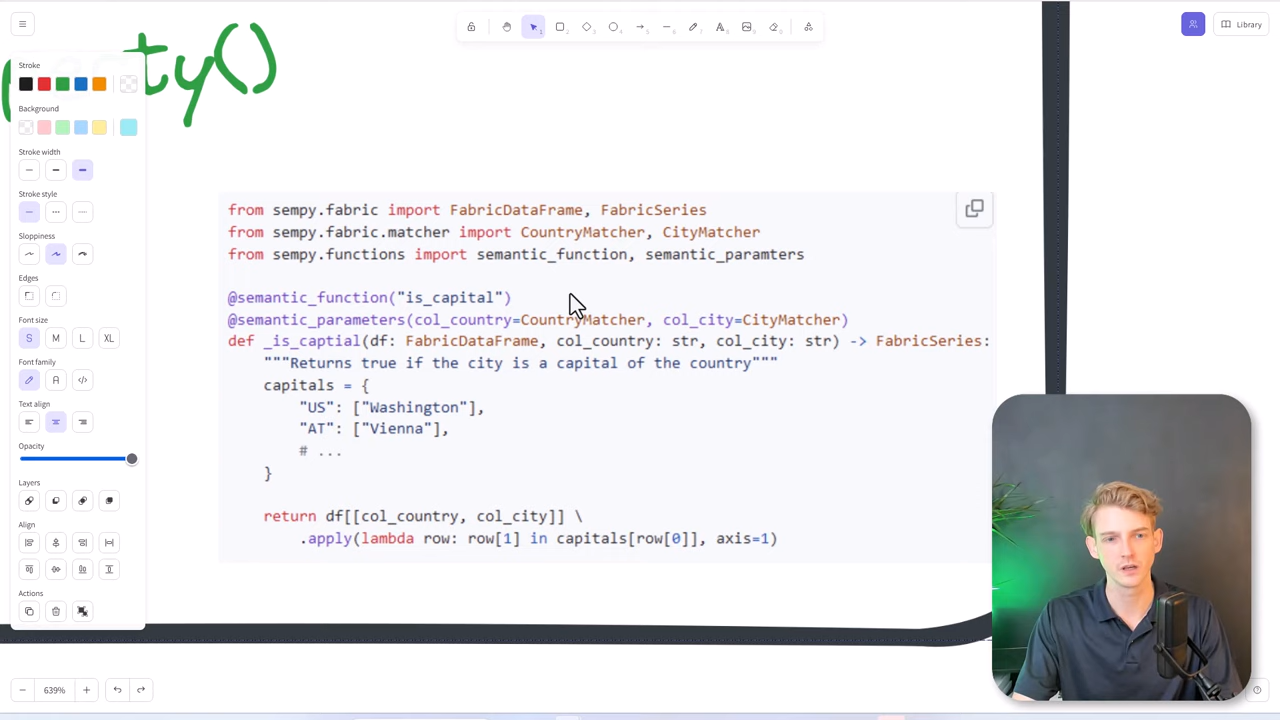 ty()
Library
Stroke
Background
Stroke width
Stroke style
Sloppiness
Edges
Font size
S M L XL
Font family
Text align
Opacity
Layers
Align
Actions
639%
from sempy.fabric import FabricDataFrame, FabricSeries
from sempy.fabric.matcher import CountryMatcher, CityMatcher
from sempy.functions import semantic_function, semantic_paramters
@semantic_function("is_capital")
@semantic_parameters(col_country=CountryMatcher, col_city=CityMatcher)
def _is_captial(df: FabricDataFrame, col_country: str, col_city: str) -> FabricSeries:
"""Returns true if the city is a capital of the country"""
capitals = {
"US": ["Washington"],
"AT": ["Vienna"],
# ...
}
return df[[col_country, col_city]] \
.apply(lambda row: row[1] in capitals[row[0]], axis=1)